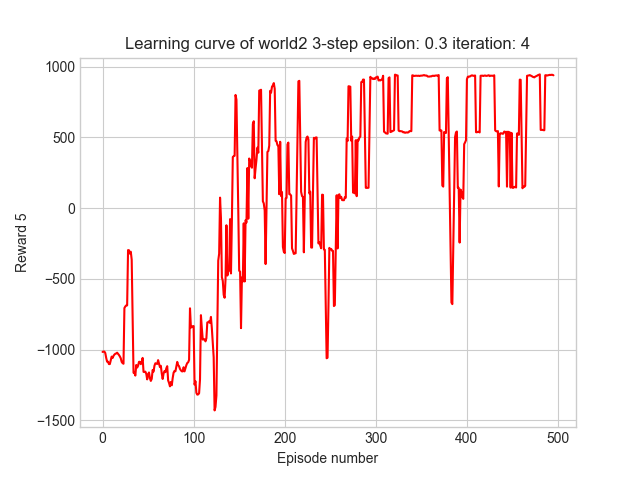 Learning curve of world2 3-step epsilon: 0.3 iteration: 4
1000
500
0
−500
−1000
−1500
Reward 5
0 100 200 300 400 500
Episode number